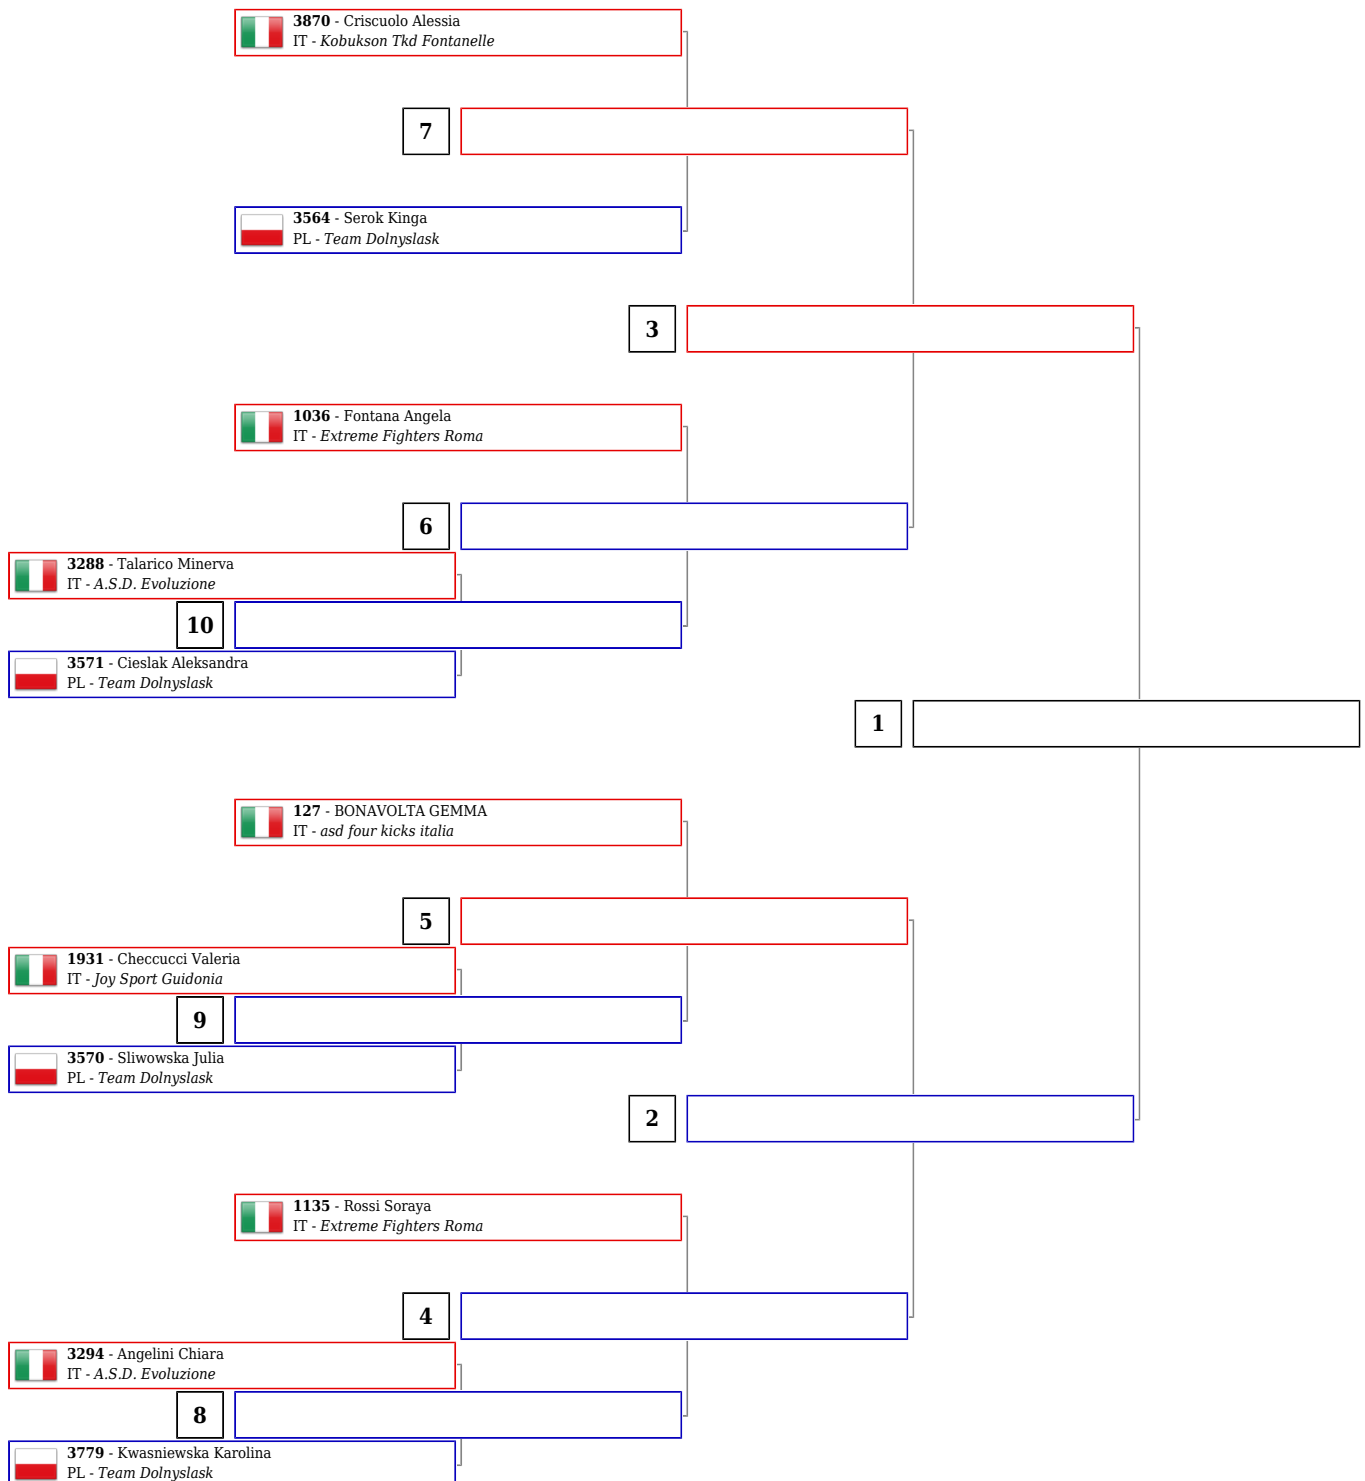 3870 - Criscuolo Alessia
IT - Kobukson Tkd Fontanelle
7
3564 - Serok Kinga
PL - Team Dolnyslask
3
1036 - Fontana Angela
IT - Extreme Fighters Roma
6
3288 - Talarico Minerva
IT - A.S.D. Evoluzione
10
3571 - Cieslak Aleksandra
PL - Team Dolnyslask
1
127 - BONAVOLTA GEMMA
IT - asd four kicks italia
5
1931 - Checcucci Valeria
IT - Joy Sport Guidonia
9
3570 - Sliwowska Julia
PL - Team Dolnyslask
2
1135 - Rossi Soraya
IT - Extreme Fighters Roma
4
3294 - Angelini Chiara
IT - A.S.D. Evoluzione
8
3779 - Kwasniewska Karolina
PL - Team Dolnyslask